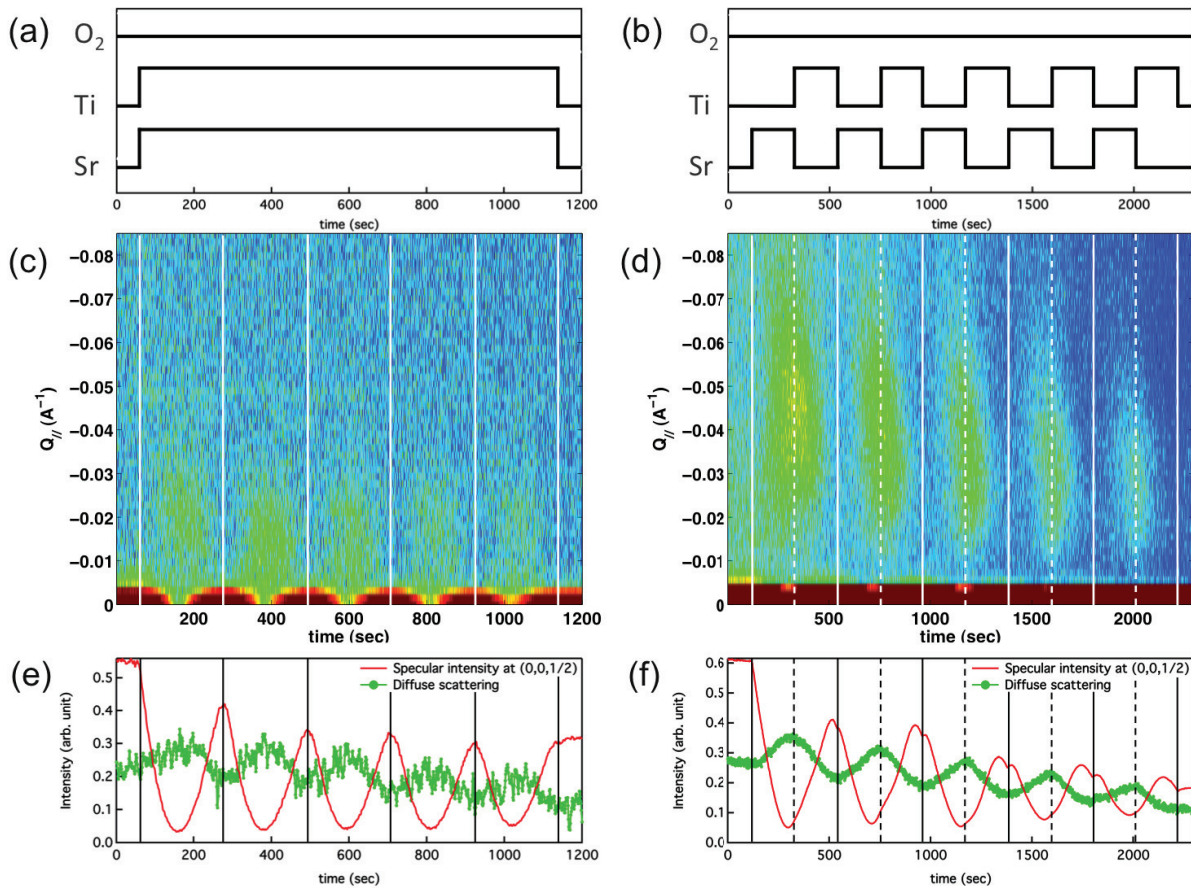 (a)
O2
Ti
Sr
0 200 400 600 800 1000 1200
time (sec)
(b)
O2
Ti
Sr
0 500 1000 1500 2000
time (sec)
(c)
−0.08
−0.07
−0.06
−0.05
−0.04
−0.03
−0.02
−0.01
0
Q// (A−1)
200 400 600 800 1000 1200
time (sec)
(d)
−0.08
−0.07
−0.06
−0.05
−0.04
−0.03
−0.02
−0.01
0
Q// (A−1)
500 1000 1500 2000
time (sec)
(e)
Specular intensity at (0,0,1/2)
Diffuse scattering
0.5
0.4
0.3
0.2
0.1
0.0
Intensity (arb. unit)
0 200 400 600 800 1000 1200
time (sec)
(f)
Specular intensity at (0,0,1/2)
Diffuse scattering
0.6
0.5
0.4
0.3
0.2
0.1
0.0
Intensity (arb. unit)
0 500 1000 1500 2000
time (sec)